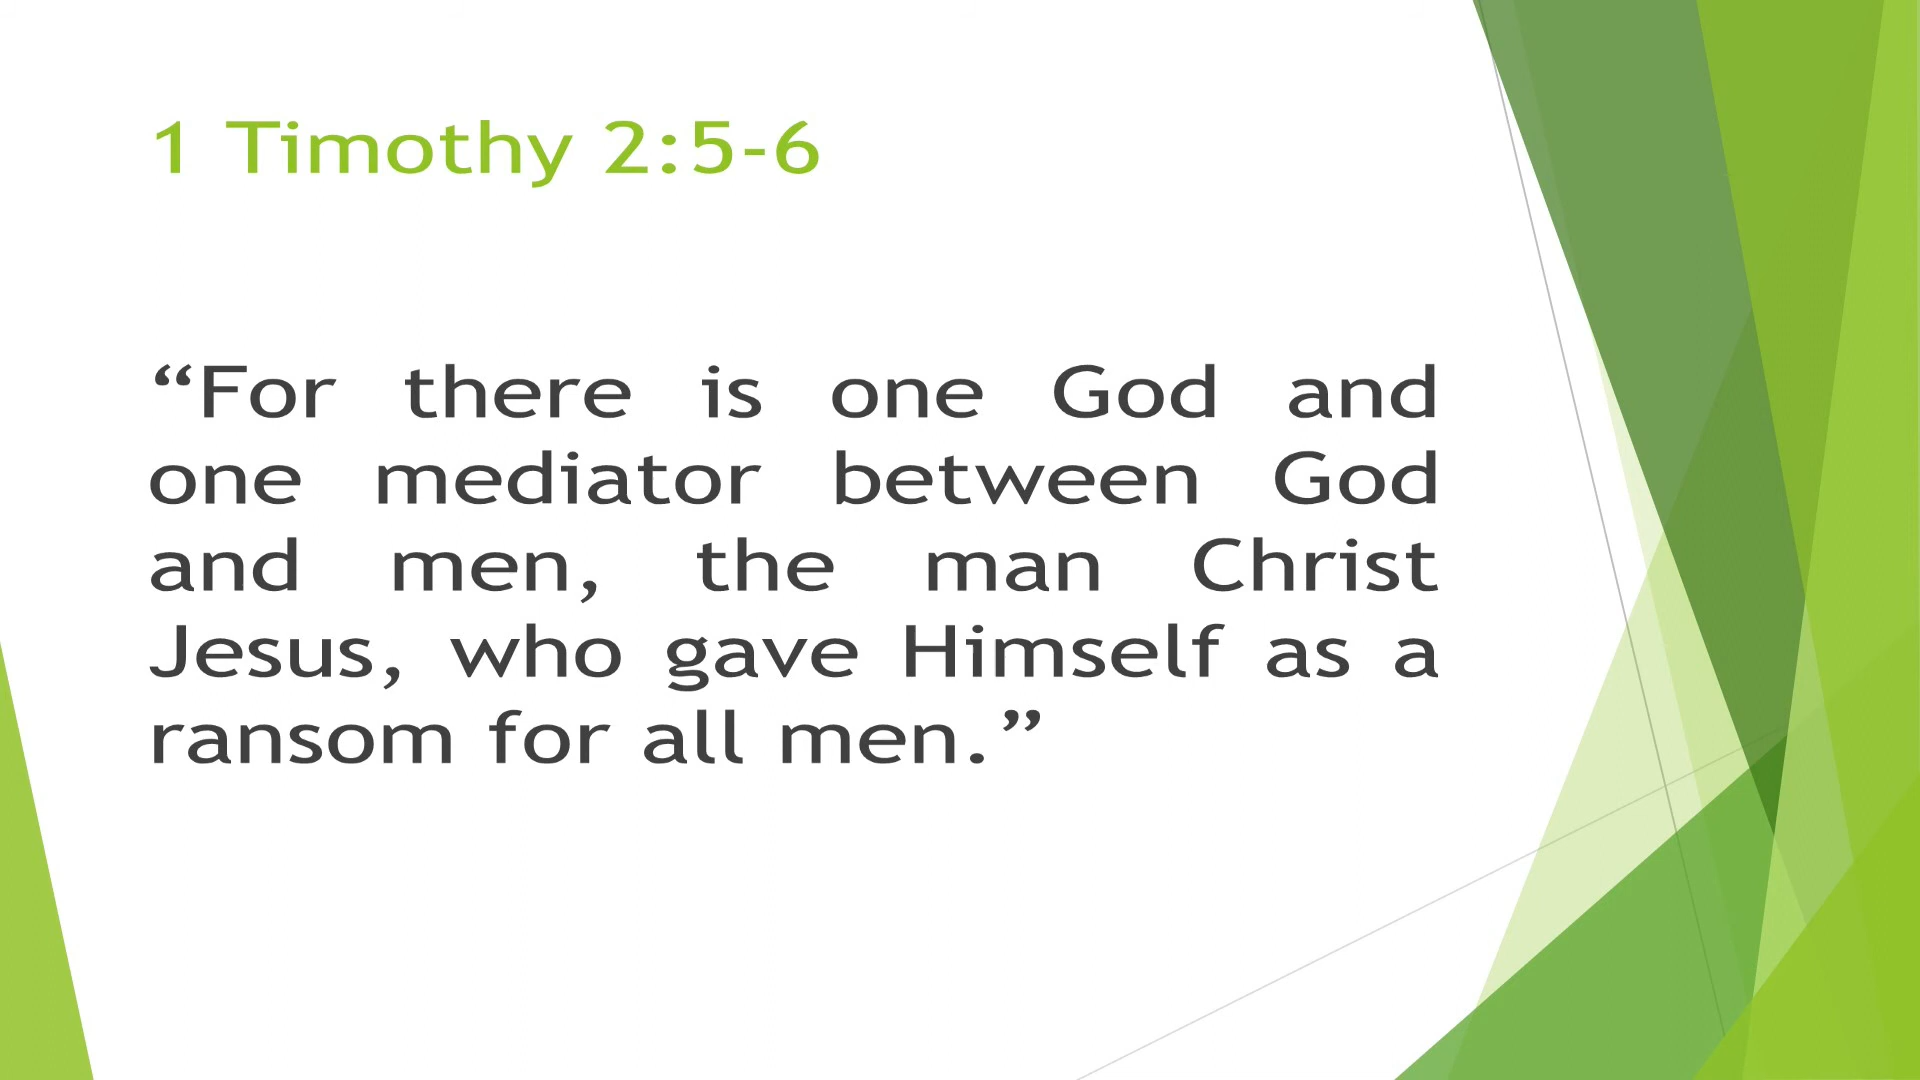 1 Timothy 2:5-6
“For there is one God and
one mediator between God
and men, the man Christ
Jesus, who gave Himself as a
ransom for all men.”